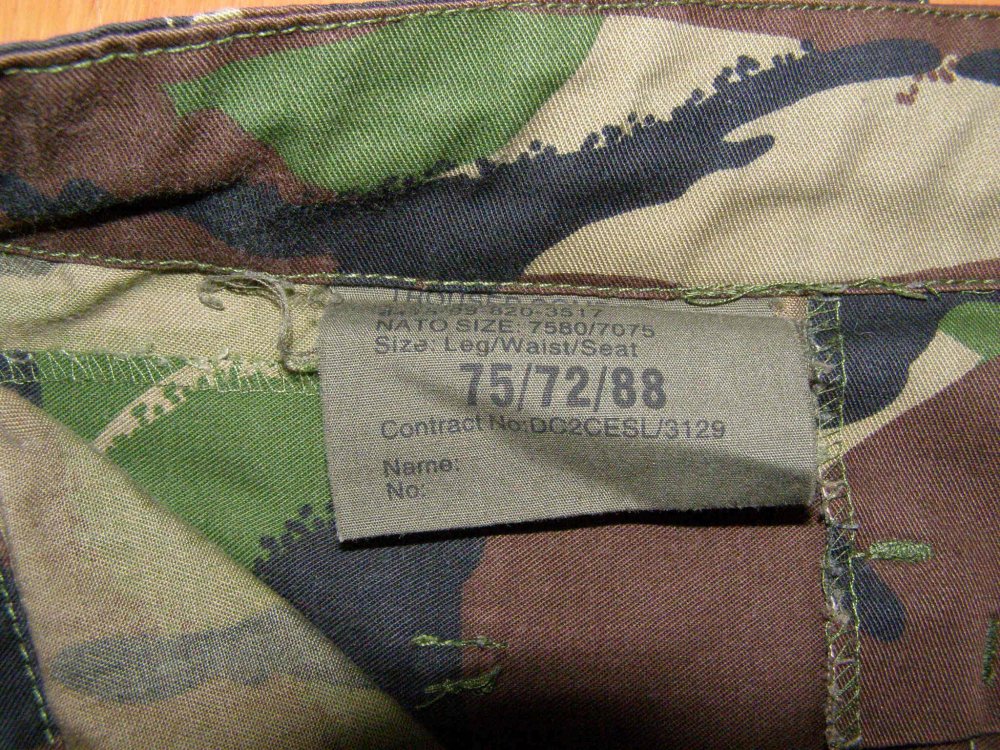 NATO SIZE: 7580/7075
Size: Leg/Waist/Seat
75/72/88
Contract No:DC2CESL/3129
Name:
No: